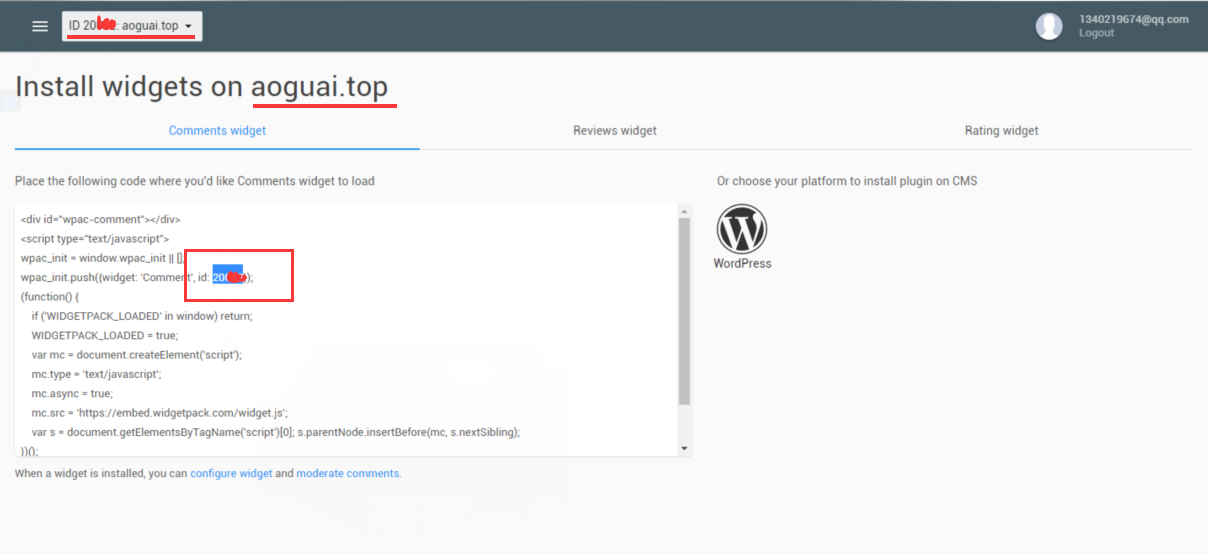 ID 20 : aoguai.top
1340219674@qq.com
Logout
Install widgets on aoguai.top
Comments widget
Reviews widget
Rating widget
Place the following code where you'd like Comments widget to load
Or choose your platform to install plugin on CMS
<div id="wpac-comment"></div>
<script type="text/javascript">
wpac_init = window.wpac_init || [];
wpac_init.push({widget: 'Comment', id: 20 });
(function() {
if ('WIDGETPACK_LOADED' in window) return;
WIDGETPACK_LOADED = true;
var mc = document.createElement('script');
mc.type = 'text/javascript';
mc.async = true;
mc.src = 'https://embed.widgetpack.com/widget.js';
var s = document.getElementsByTagName('script')[0]; s.parentNode.insertBefore(mc, s.nextSibling);
})();
WordPress
When a widget is installed, you can configure widget and moderate comments.